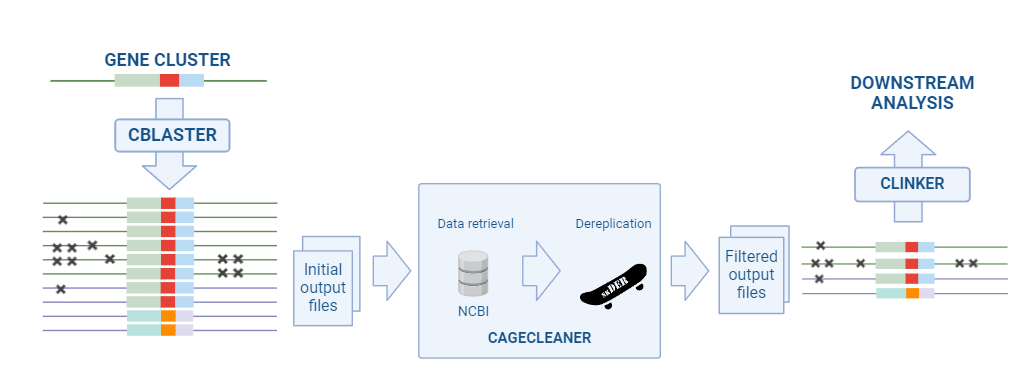 GENE CLUSTER
CBLASTER
Initial
output
files
Data retrieval
NCBI
Dereplication
skDER
CAGECLEANER
Filtered
output
files
DOWNSTREAM
ANALYSIS
CLINKER